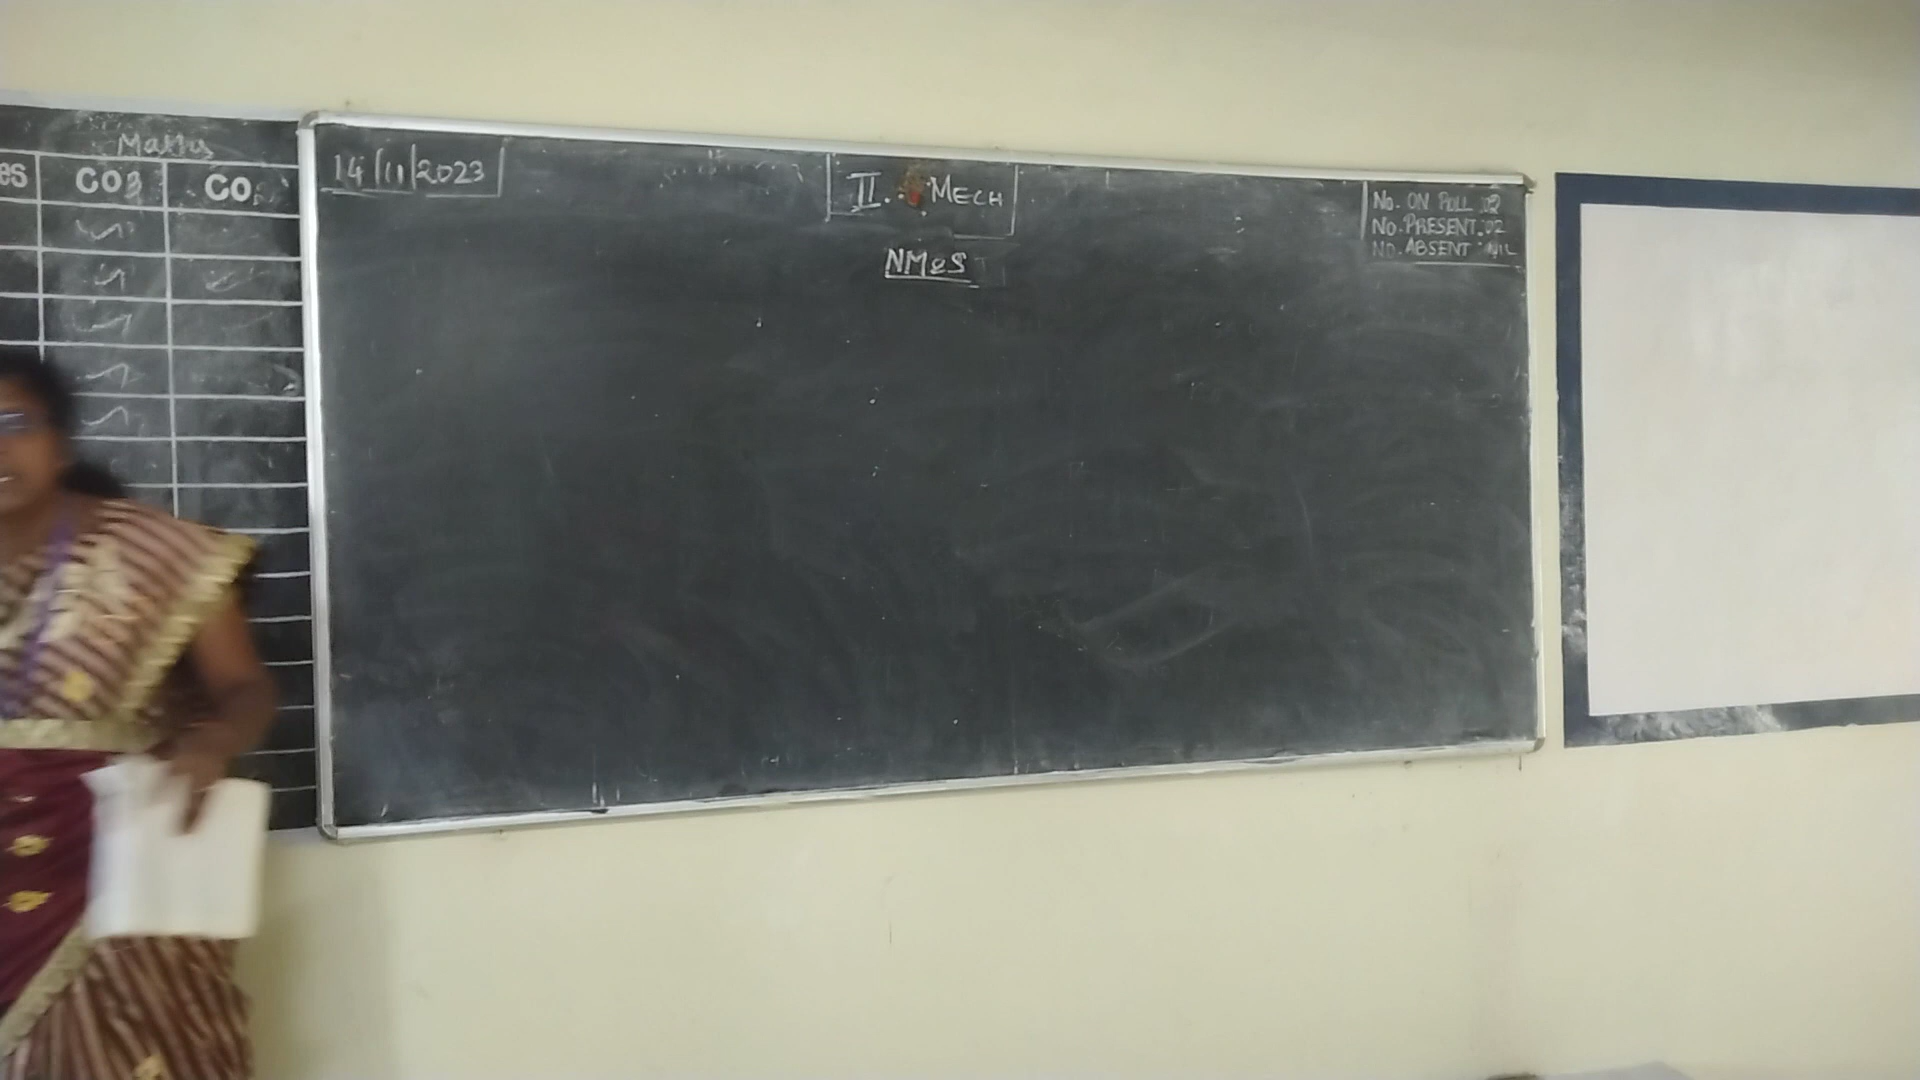 Maths
es CO3 CO
14/11/2023
II. MECH
NM&S
No. ON ROLL :02
No. PRESENT :02
No. ABSENT : NIL